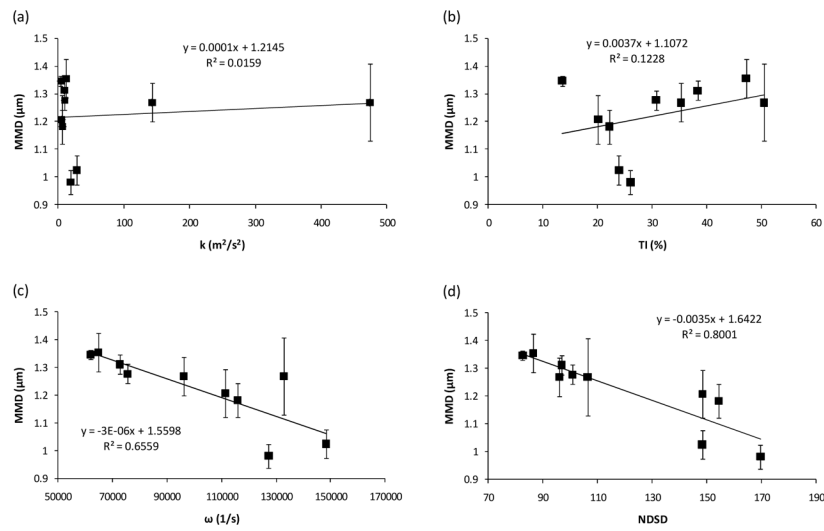 (a)
y = 0.0001x + 1.2145
R² = 0.0159
1.5
1.4
1.3
1.2
1.1
1
0.9
MMD (µm)
0 100 200 300 400 500
k (m²/s²)
(b)
y = 0.0037x + 1.1072
R² = 0.1228
1.5
1.4
1.3
1.2
1.1
1
0.9
MMD (µm)
0 10 20 30 40 50 60
TI (%)
(c)
1.5
1.4
1.3
1.2
1.1
1
0.9
MMD (µm)
y = -3E-06x + 1.5598
R² = 0.6559
50000 70000 90000 110000 130000 150000 170000
ω (1/s)
(d)
y = -0.0035x + 1.6422
R² = 0.8001
1.5
1.4
1.3
1.2
1.1
1
0.9
MMD (µm)
70 90 110 130 150 170 190
NDSD